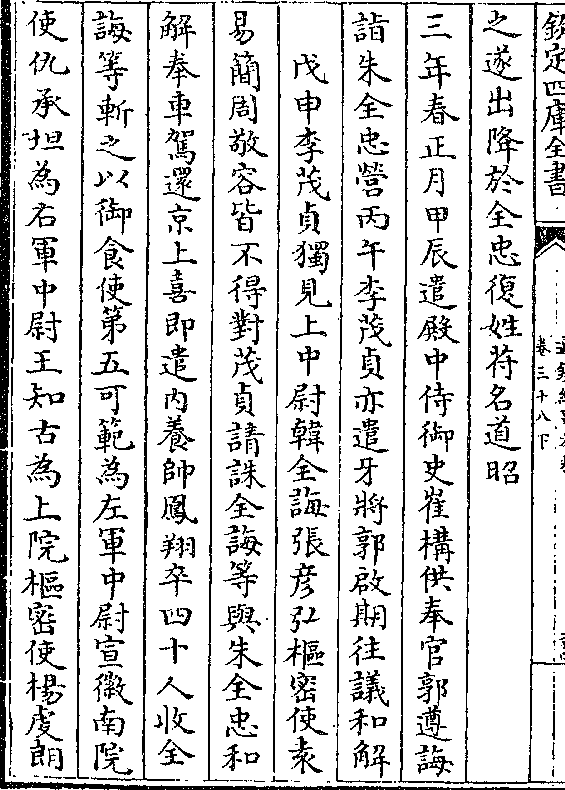 欽定四庫全書
卷三十八下
之遂出降於全忠復姓苻名道昭
三年春正月甲辰遣殿中侍御史崔構供奉官郭遵誨
詣朱全忠營丙午李茂貞亦遣牙將郭啟期往議和解
戊申李茂貞獨見上中尉韓全誨張彥弘樞密使袁
易簡周敬容皆不得對茂貞請誅全誨等與朱全忠和
解奉車駕還京上喜即遣內養帥鳳翔卒四十人收全
誨等斬之以御食使第五可範為左軍中尉宣徽南院
使仇承坦為右軍中尉王知古為上院樞密使楊虔朗